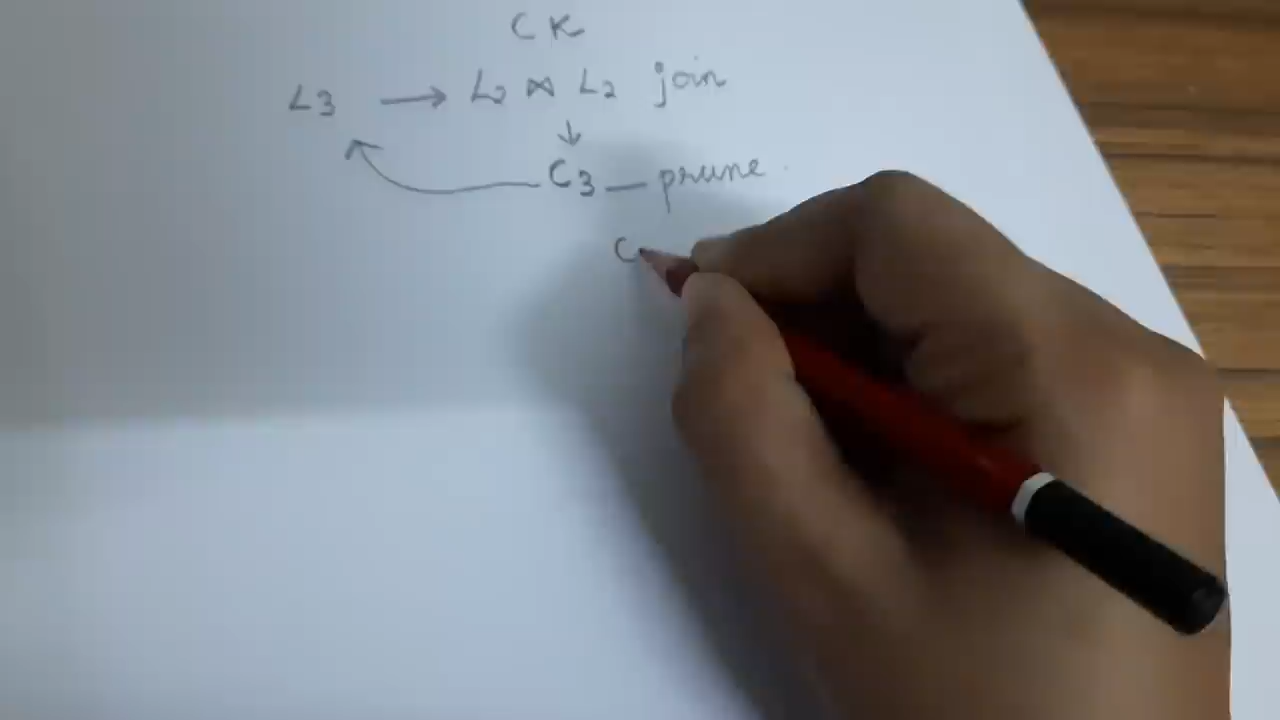 CK
L3 → L2 ⋈ L2 join
↓
C3 — prune.
C